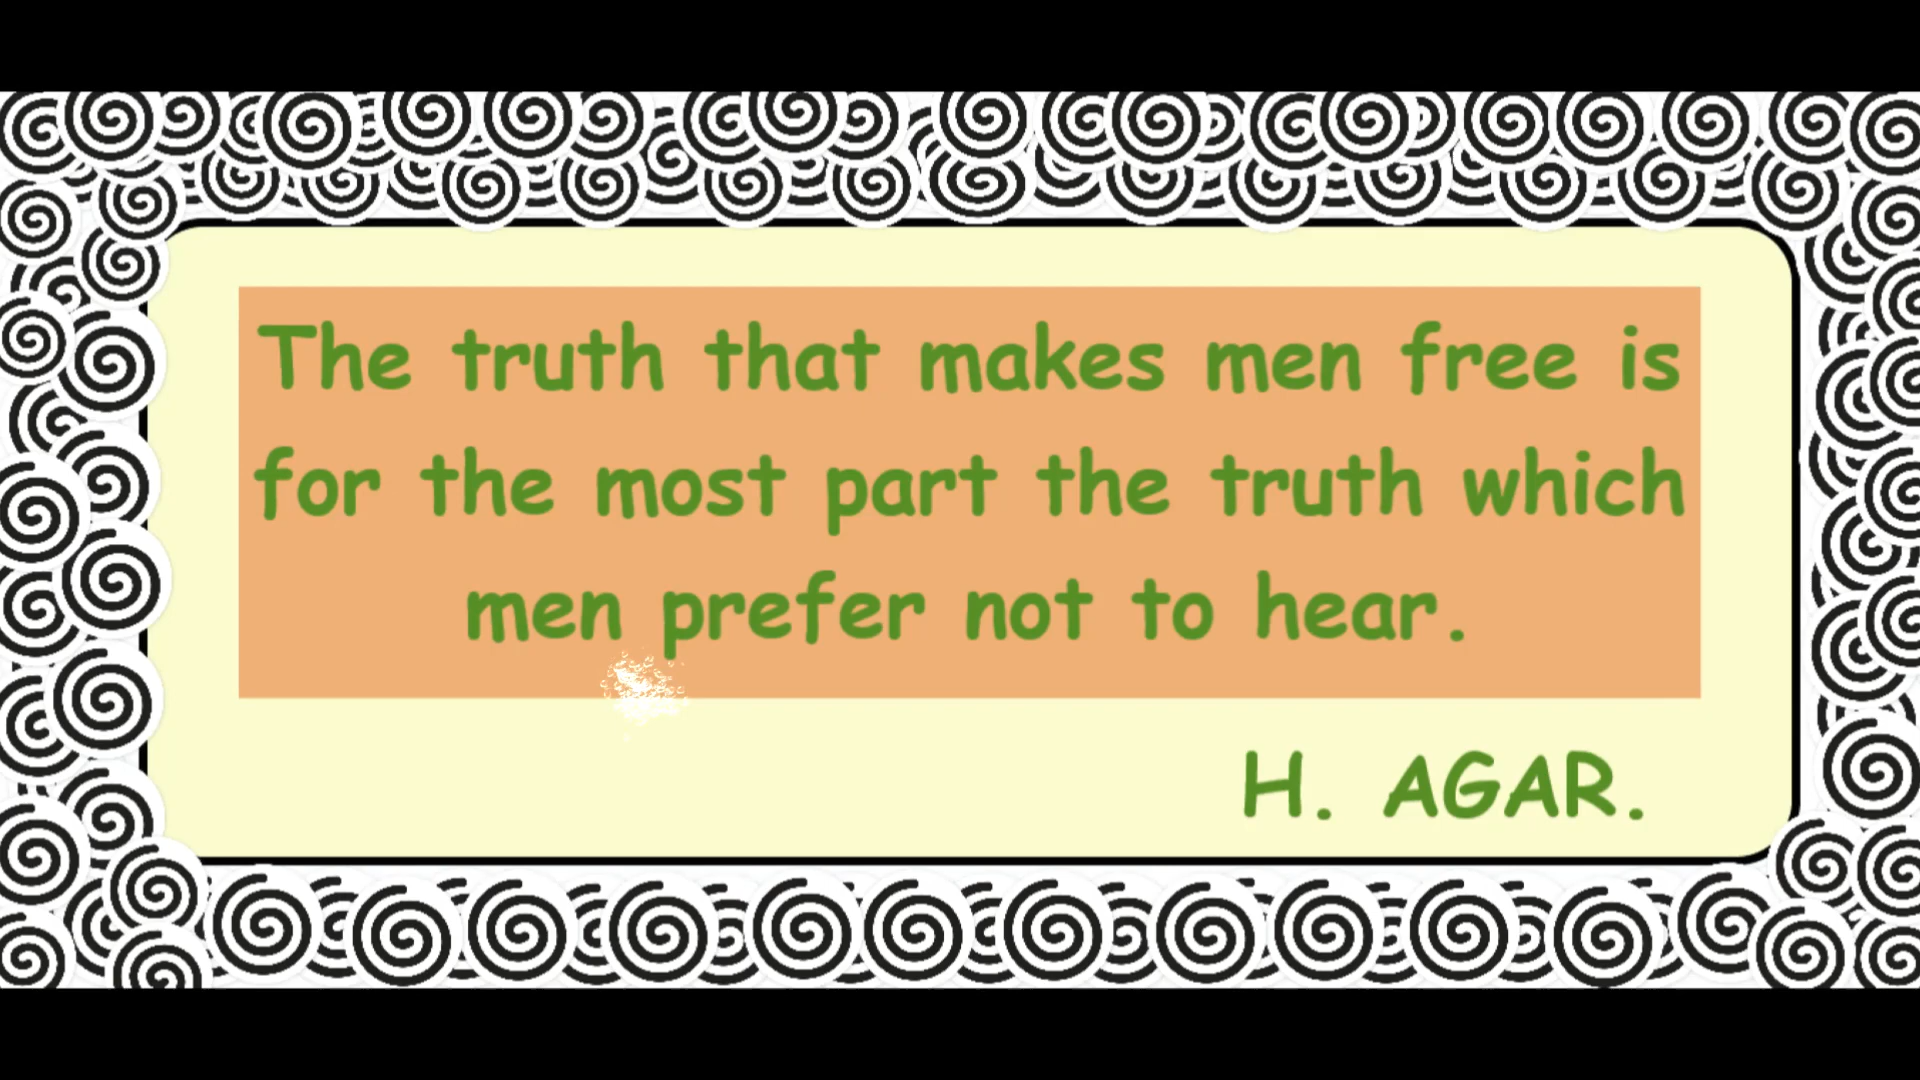 The truth that makes men free is
for the most part the truth which
men prefer not to hear.
H. AGAR.